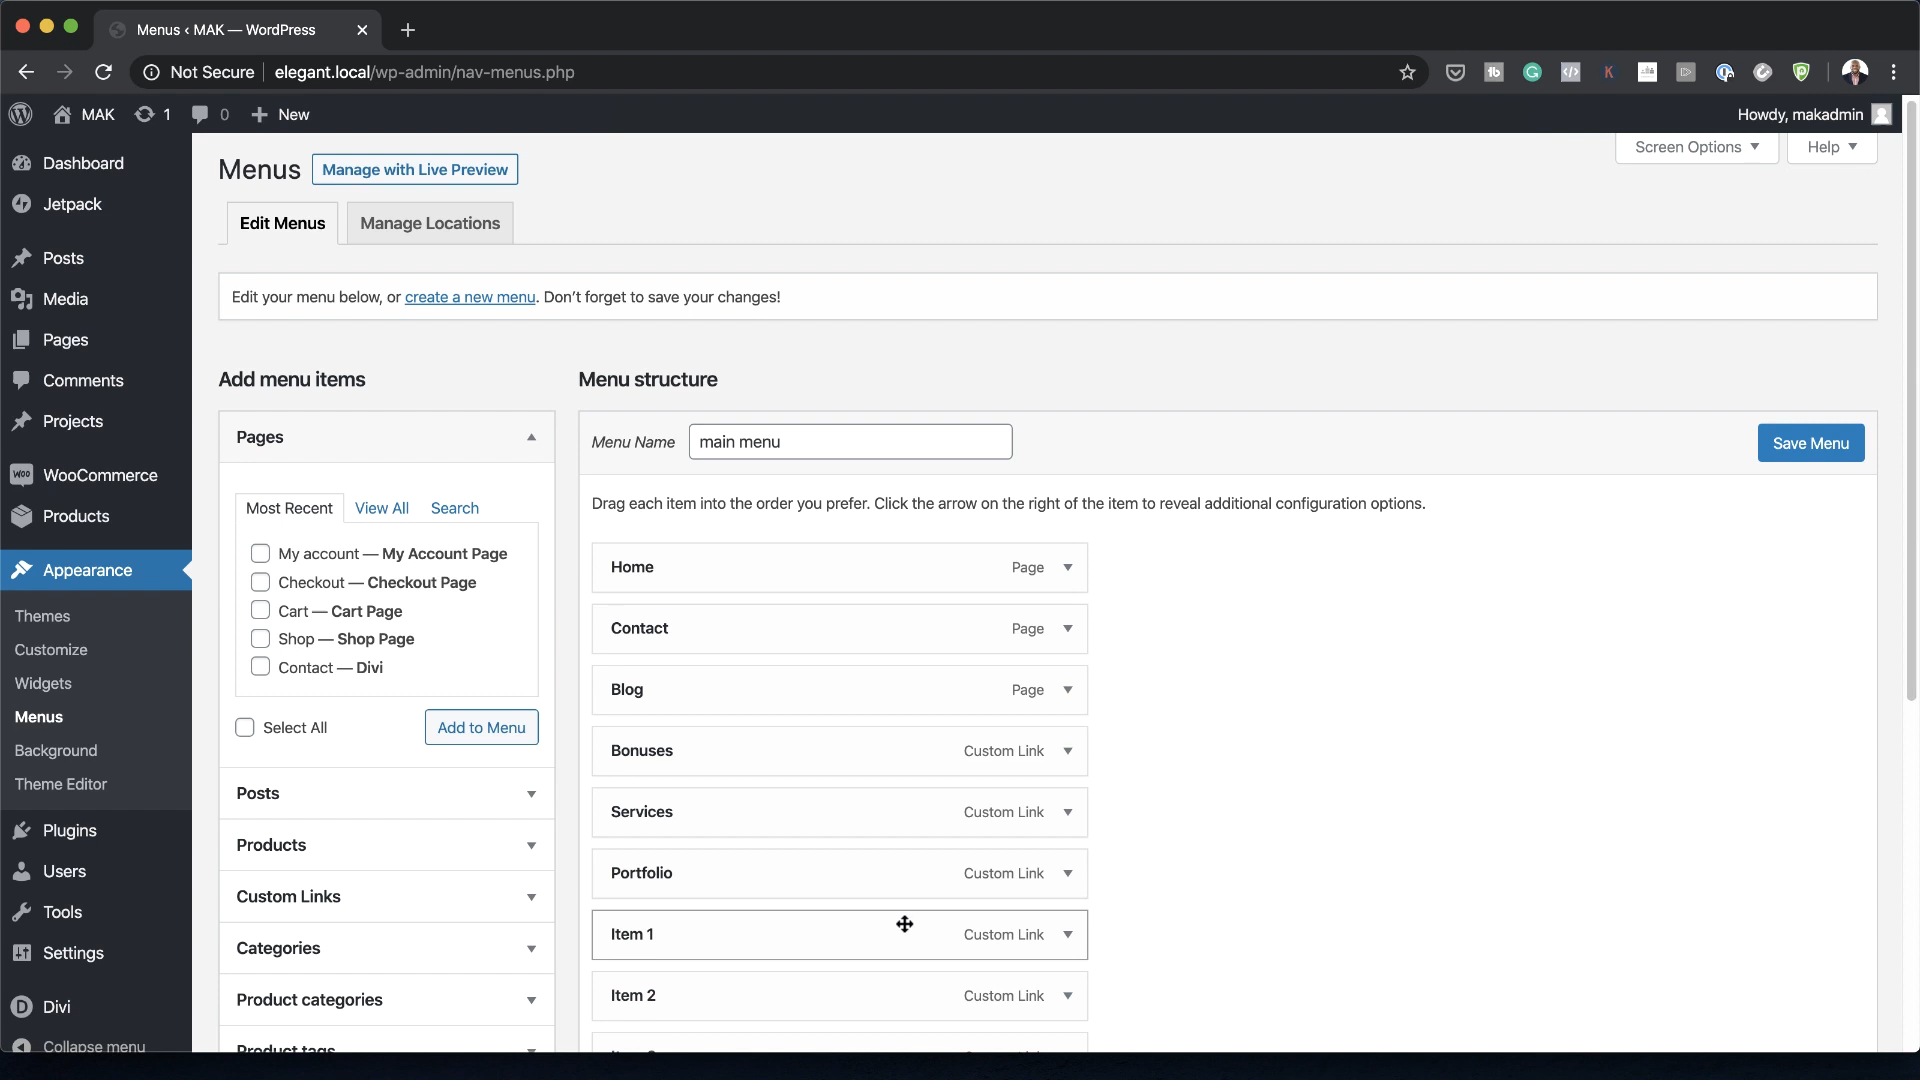 Menus ‹ MAK — WordPress
Not Secure
elegant.local/wp-admin/nav-menus.php
MAK
1
0
New
Howdy, makadmin
Dashboard
Jetpack
Posts
Media
Pages
Comments
Projects
WooCommerce
Products
Appearance
Themes
Customize
Widgets
Menus
Background
Theme Editor
Plugins
Users
Tools
Settings
Divi
Collapse menu
Menus
Manage with Live Preview
Screen Options
Help
Edit Menus
Manage Locations
Edit your menu below, or create a new menu. Don’t forget to save your changes!
Add menu items
Pages
Most Recent
View All
Search
My account — My Account Page
Checkout — Checkout Page
Cart — Cart Page
Shop — Shop Page
Contact — Divi
Select All
Add to Menu
Posts
Products
Custom Links
Categories
Product categories
Product tags
Menu structure
Menu Name
main menu
Save Menu
Drag each item into the order you prefer. Click the arrow on the right of the item to reveal additional configuration options.
Home Page
Contact Page
Blog Page
Bonuses Custom Link
Services Custom Link
Portfolio Custom Link
Item 1 Custom Link
Item 2 Custom Link